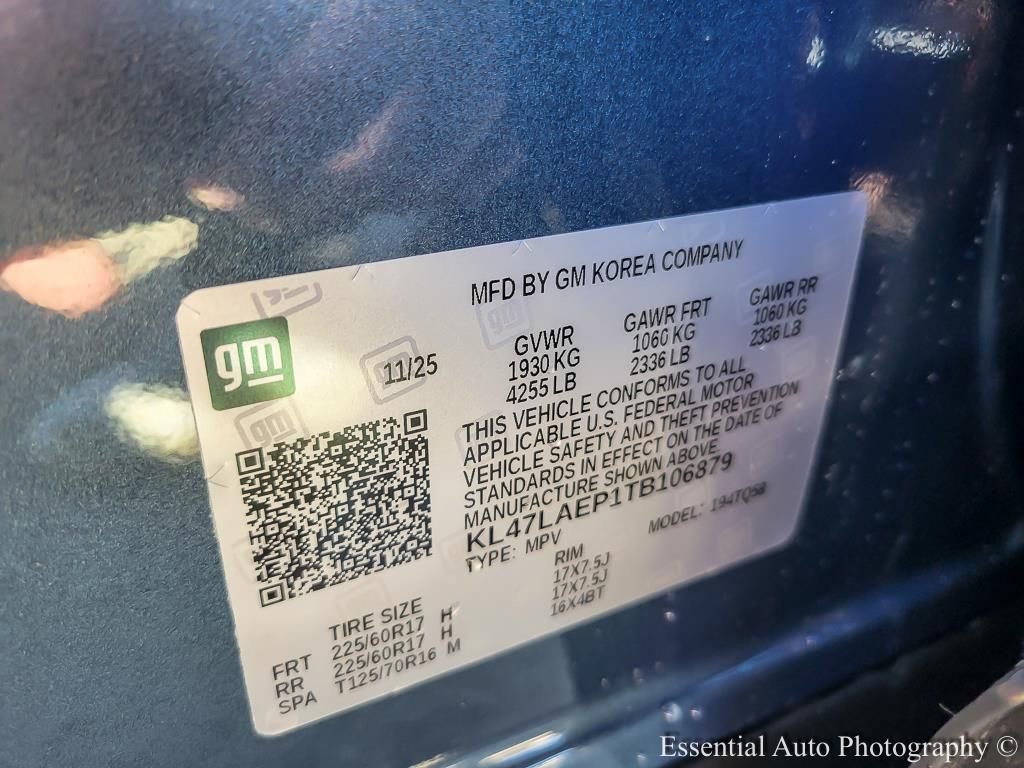 MFD BY GM KOREA COMPANY
gm
11/25
GVWR GAWR FRT GAWR RR
1930 KG 1060 KG 1060 KG
4255 LB 2336 LB 2336 LB
THIS VEHICLE CONFORMS TO ALL
APPLICABLE U.S. FEDERAL MOTOR
VEHICLE SAFETY AND THEFT PREVENTION
STANDARDS IN EFFECT ON THE DATE OF
MANUFACTURE SHOWN ABOVE
KL47LAEP1TB106879
TYPE: MPV MODEL: 194TQ58
TIRE SIZE RIM
FRT 225/60R17 H 17X7.5J
RR 225/60R17 H 17X7.5J
SPA T125/70R16 M 16X4BT
Essential Auto Photography ©